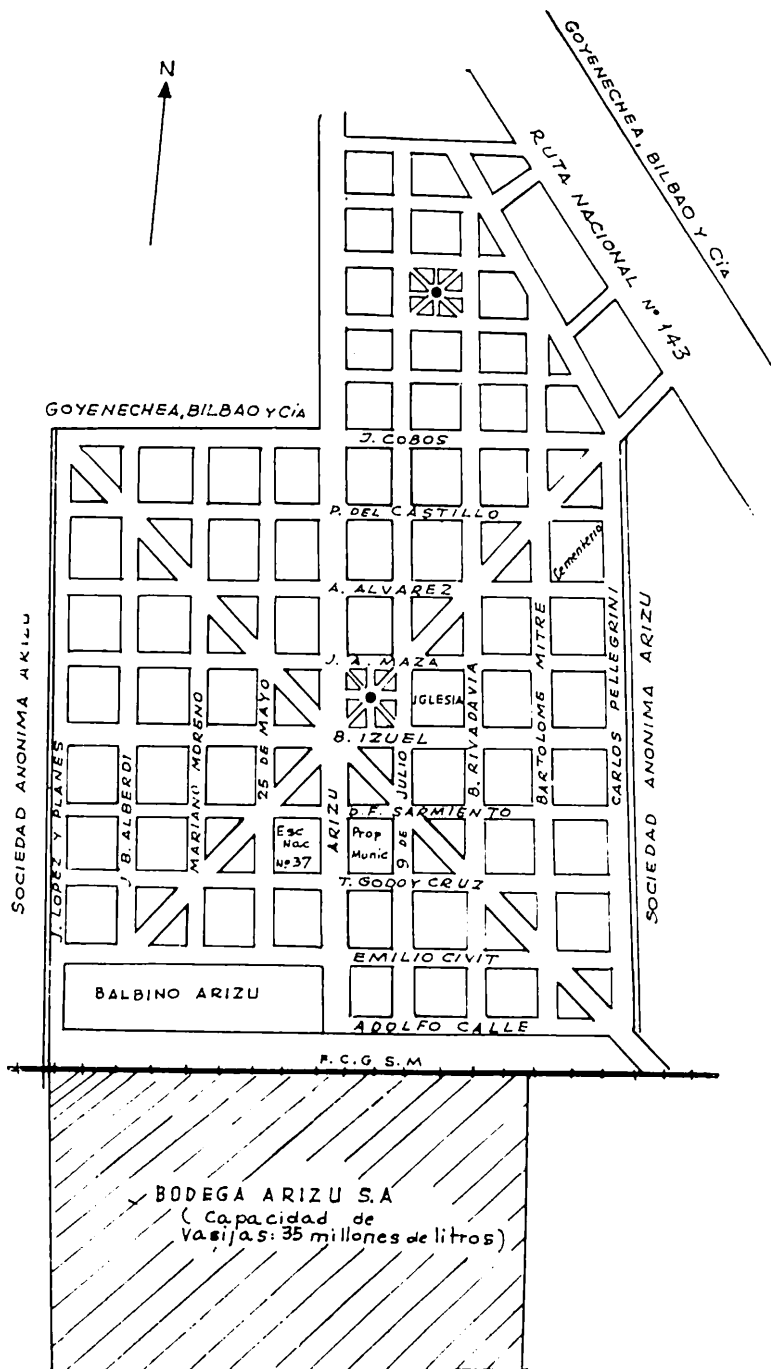 GOYENECHEA, BILBAO Y CíA
N
RUTA NACIONAL Nº 143
GOYENECHEA, BILBAO Y CíA
J. COBOS
P. DEL CASTILLO
Cementerio
A. ALVAREZ
J. A. MAZA
IGLESIA
B. IZUEL
D. F. SARMIENTO
Esc
Nac
Nº 37
Prop
Munic
T. GODOY CRUZ
EMILIO CIVIT
ADOLFO CALLE
SOCIEDAD ANONIMA ARIZU
J. LOPEZ Y PLANES
J B. ALBERDI
MARIANO MORENO
25 DE MAYO
ARIZU
9 DE JULIO
B. RIVADAVIA
BARTOLOME MITRE
CARLOS PELLEGRINI
SOCIEDAD ANONIMA ARIZU
BALBINO ARIZU
F. C. G S. M
BODEGA ARIZU S.A
( Capacidad de
Vasijas: 35 millones de litros)